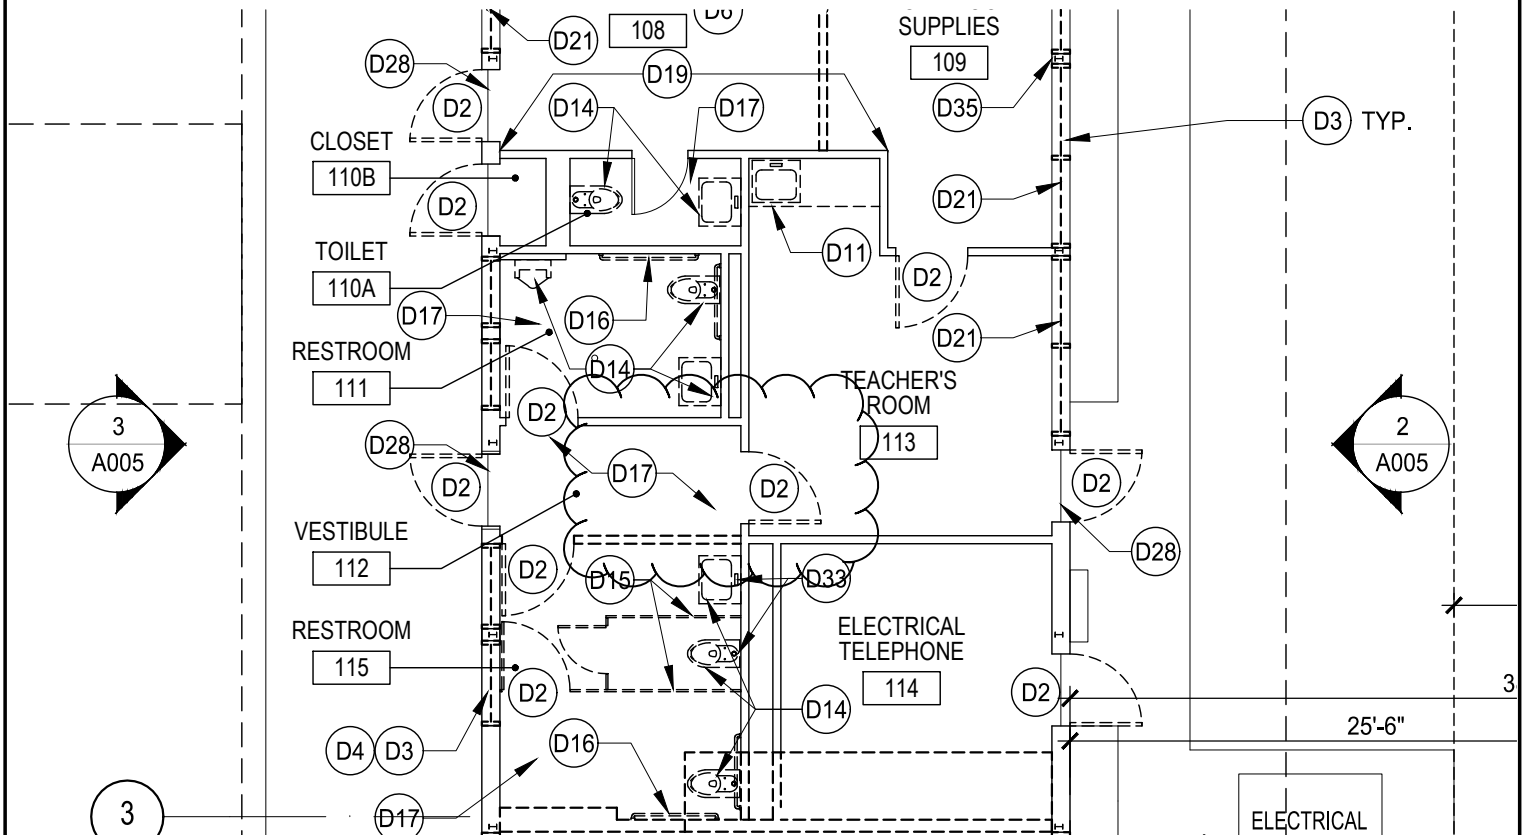 D21
108
D6
SUPPLIES
109
D28
D19
D2
D14
D17
D35
D3 TYP.
CLOSET
110B
D2
D21
TOILET
110A
D11
D2
D17
D16
D21
RESTROOM
111
D14
TEACHER'S
ROOM
113
D2
3
A005
2
A005
D28
D2
D17
D2
D2
VESTIBULE
112
D28
D2
D15
D33
RESTROOM
115
ELECTRICAL
TELEPHONE
114
D2
D2
D14
25'-6"
D4
D3
D16
3
D17
ELECTRICAL